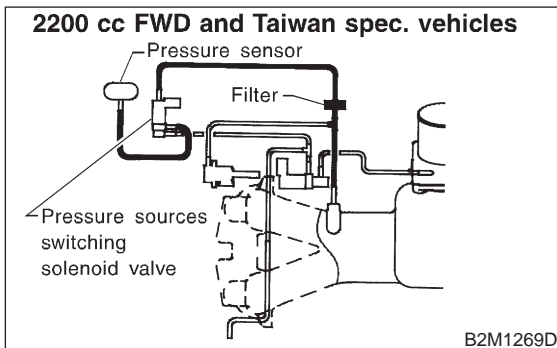 2200 cc FWD and Taiwan spec. vehicles
Pressure sensor
Filter
Pressure sources
switching
solenoid valve
B2M1269D